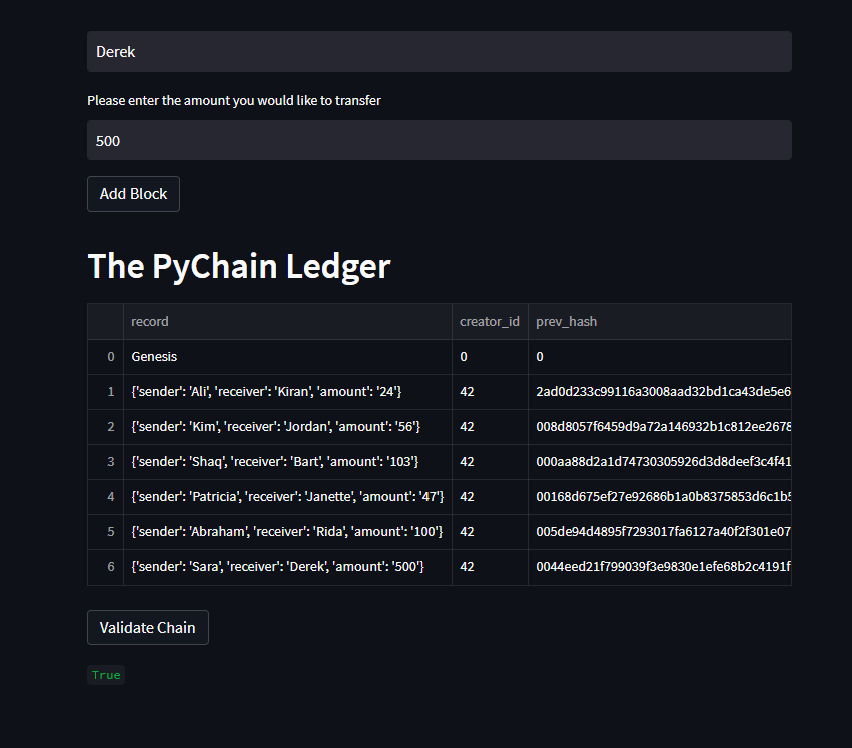 Derek
Please enter the amount you would like to transfer
500
Add Block
The PyChain Ledger
record creator_id prev_hash
0 Genesis 0 0
1 {'sender': 'Ali', 'receiver': 'Kiran', 'amount': '24'} 42 2ad0d233c99116a3008aad32bd1ca43de5e6
2 {'sender': 'Kim', 'receiver': 'Jordan', 'amount': '56'} 42 008d8057f6459d9a72a146932b1c812ee2678
3 {'sender': 'Shaq', 'receiver': 'Bart', 'amount': '103'} 42 000aa88d2a1d74730305926d3d8deef3c4f41
4 {'sender': 'Patricia', 'receiver': 'Janette', 'amount': '47'} 42 00168d675ef27e92686b1a0b8375853d6c1b5
5 {'sender': 'Abraham', 'receiver': 'Rida', 'amount': '100'} 42 005de94d4895f7293017fa6127a40f2f301e07
6 {'sender': 'Sara', 'receiver': 'Derek', 'amount': '500'} 42 0044eed21f799039f3e9830e1efe68b2c4191f
Validate Chain
True